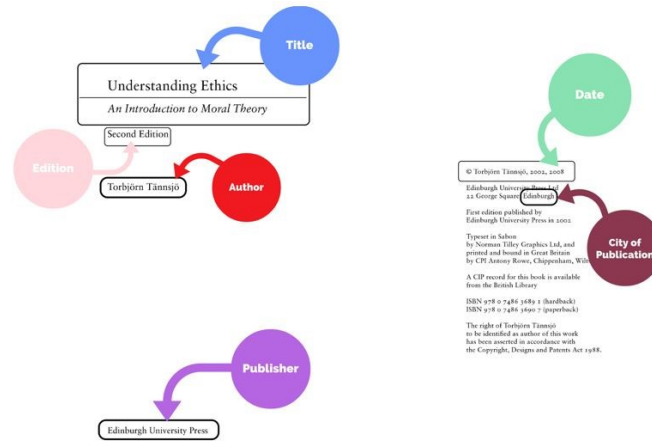 Title
Understanding Ethics
An Introduction to Moral Theory
Second Edition
Edition
Torbjörn Tännsjö
Author
Publisher
Edinburgh University Press
Date
© Torbjörn Tännsjö, 2002, 2008
Edinburgh University Press Ltd
22 George Square, Edinburgh
City of
Publication
First edition published by
Edinburgh University Press in 2002
Typeset in Sabon
by Norman Tilley Graphics Ltd, and
printed and bound in Great Britain
by CPI Antony Rowe, Chippenham, Wilt
A CIP record for this book is available
from the British Library
ISBN 978 0 7486 3689 1 (hardback)
ISBN 978 0 7486 3690 7 (paperback)
The right of Torbjörn Tännsjö
to be identified as author of this work
has been asserted in accordance with
the Copyright, Designs and Patents Act 1988.